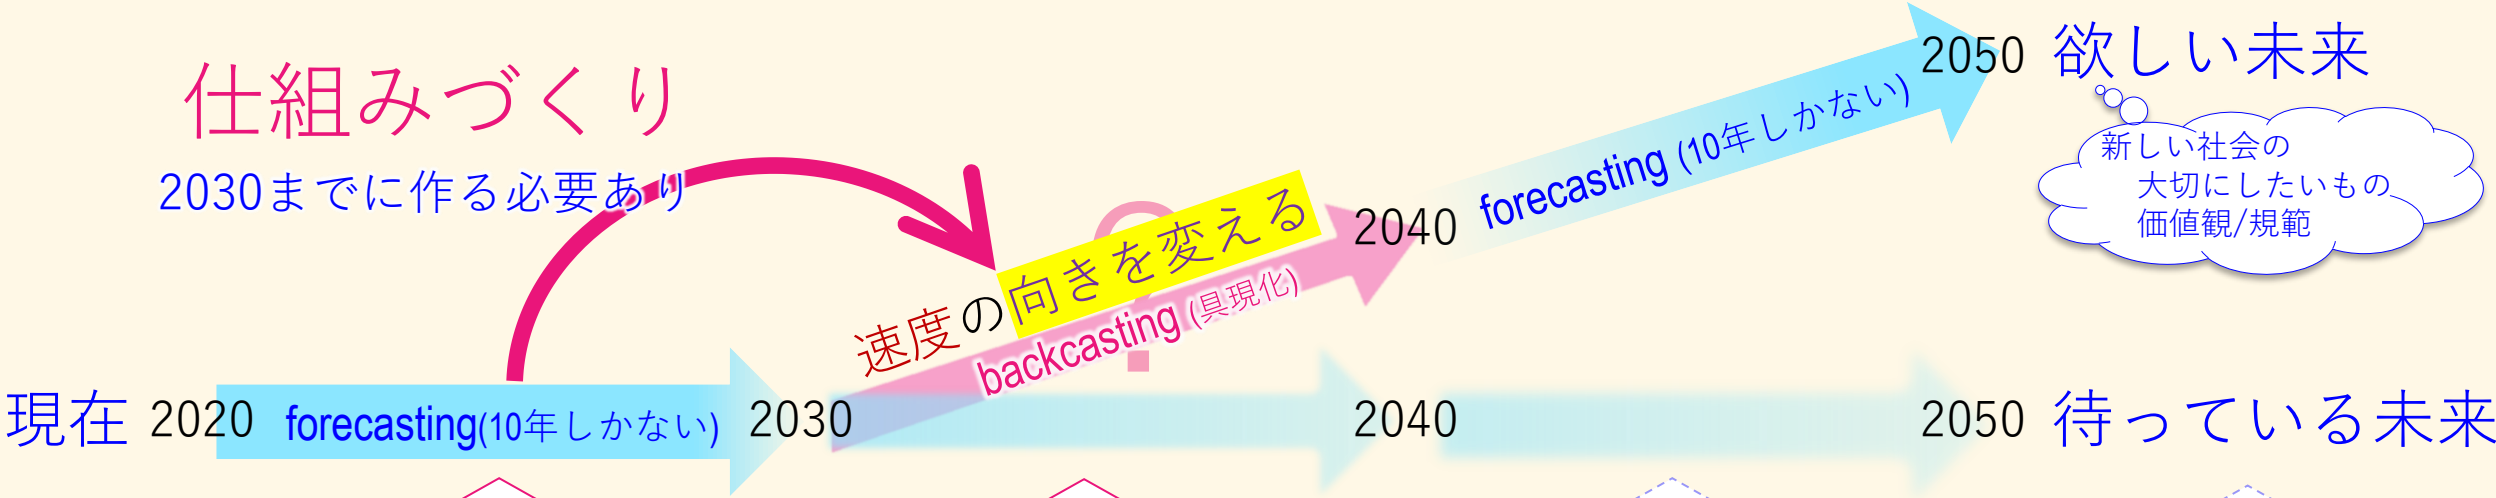 仕組みづくり
2030までに作る必要あり
速度の向きを変える
?
backcasting (具現化)
2040
forecasting (10年しかない)
2050 欲しい未来
新しい社会の
大切にしたいもの
価値観/規範
現在 2020 forecasting(10年しかない) 2030 2040 2050 待っている未来